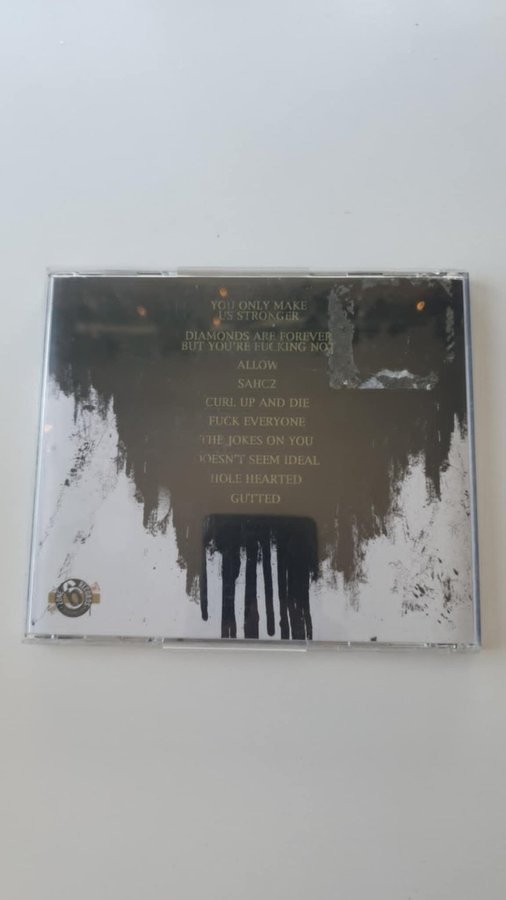 YOU ONLY MAKE
US STRONGER
DIAMONDS ARE FOREVER
BUT YOU'RE FUCKING NOT
ALLOW
SAHC2
CURL UP AND DIE
FUCK EVERYONE
THE JOKES ON YOU
DOESN'T SEEM IDEAL
HOLE HEARTED
GUTTED